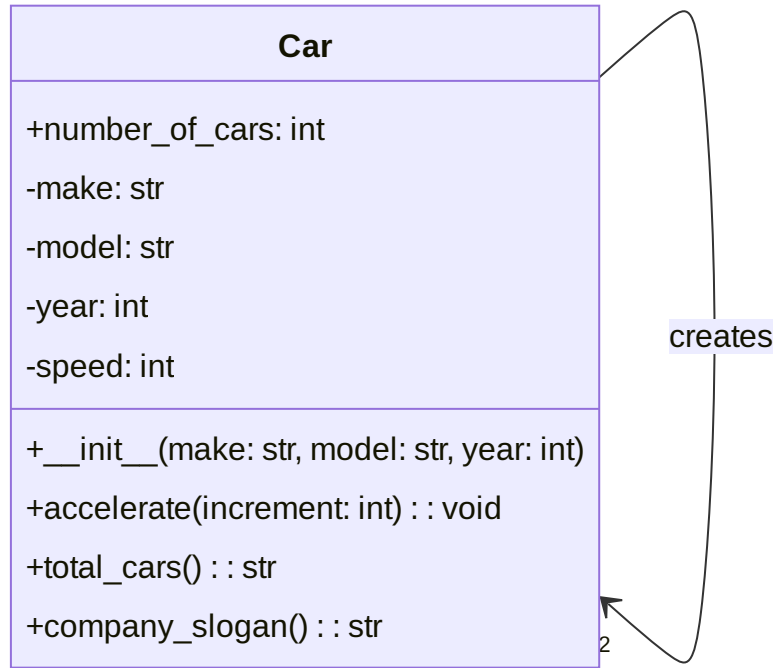 Car
+number_of_cars: int
-make: str
-model: str
-year: int
-speed: int
creates
+__init__(make: str, model: str, year: int)
+accelerate(increment: int) : : void
+total_cars() : : str
+company_slogan() : : str
2